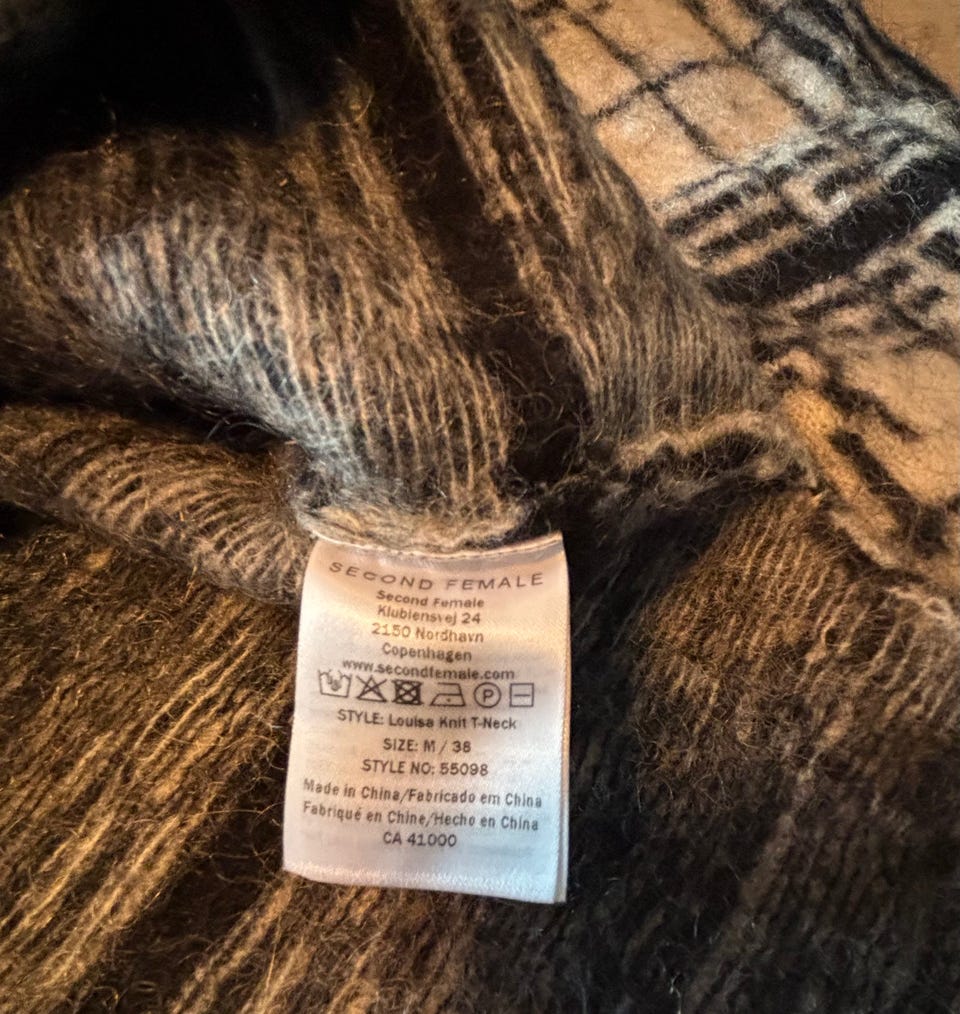 SECOND FEMALE
Second Female
Klubiensvej 24
2150 Nordhavn
Copenhagen
www.secondfemale.com
P
STYLE: Louisa Knit T-Neck
SIZE: M / 38
STYLE NO: 55098
Made in China/Fabricado em China
Fabriqué en Chine/Hecho en China
CA 41000